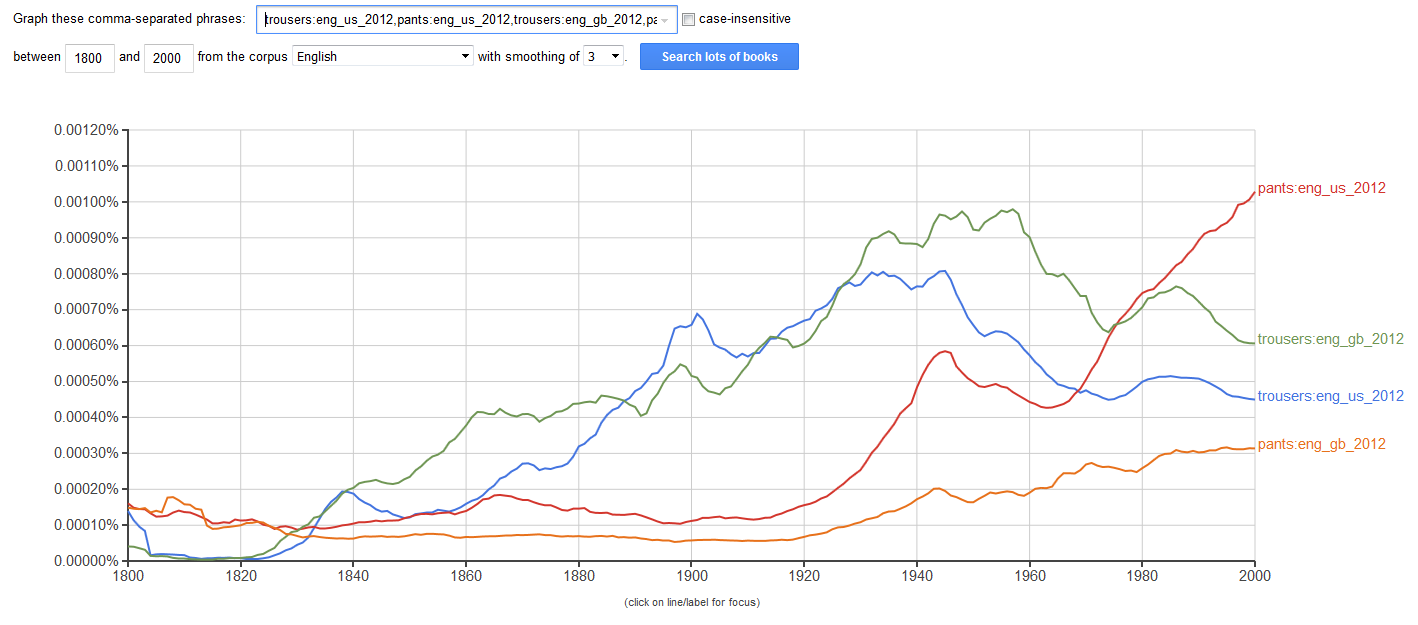 Graph these comma-separated phrases: trousers:eng_us_2012,pants:eng_us_2012,trousers:eng_gb_2012,pa case-insensitive
between 1800 and 2000 from the corpus English with smoothing of 3 . Search lots of books
0.00120%
0.00110%
0.00100%
0.00090%
0.00080%
0.00070%
0.00060%
0.00050%
0.00040%
0.00030%
0.00020%
0.00010%
0.00000%
pants:eng_us_2012
trousers:eng_gb_2012
trousers:eng_us_2012
pants:eng_gb_2012
1800 1820 1840 1860 1880 1900 1920 1940 1960 1980 2000
(click on line/label for focus)